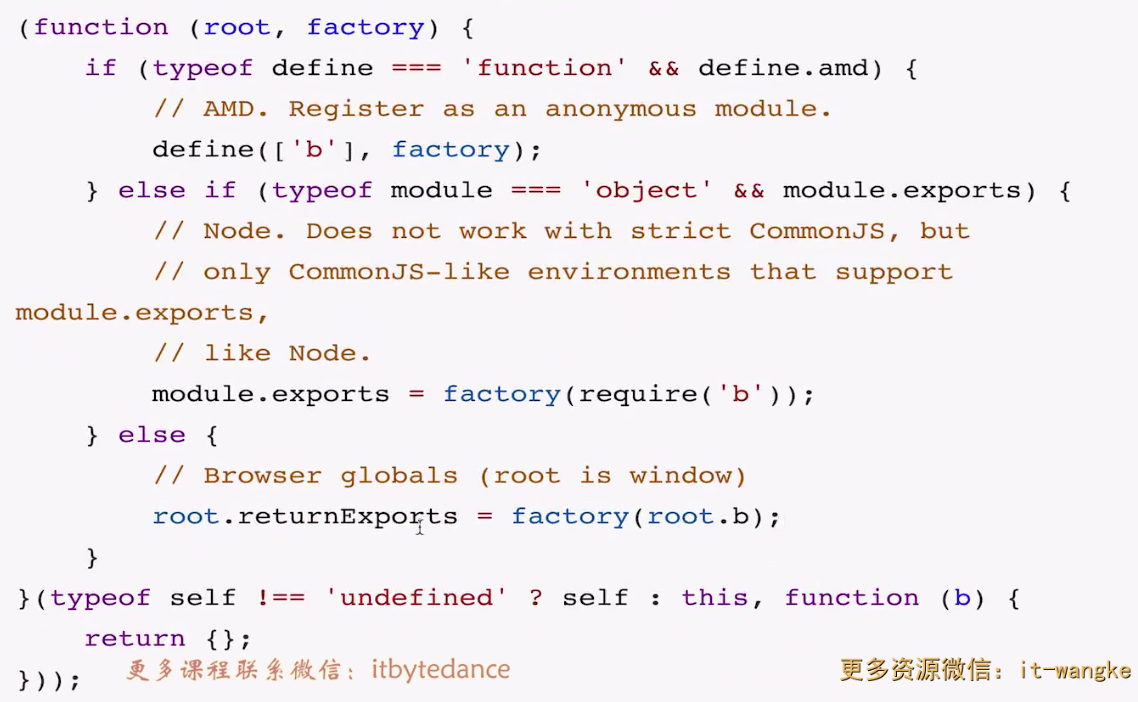 (function (root, factory) {
    if (typeof define === 'function' && define.amd) {
        // AMD. Register as an anonymous module.
        define(['b'], factory);
    } else if (typeof module === 'object' && module.exports) {
        // Node. Does not work with strict CommonJS, but
        // only CommonJS-like environments that support
module.exports,
        // like Node.
        module.exports = factory(require('b'));
    } else {
        // Browser globals (root is window)
        root.returnExports = factory(root.b);
    }
}(typeof self !== 'undefined' ? self : this, function (b) {
    return {};
}));
更多课程联系微信：itbytedance
更多资源微信：it-wangke